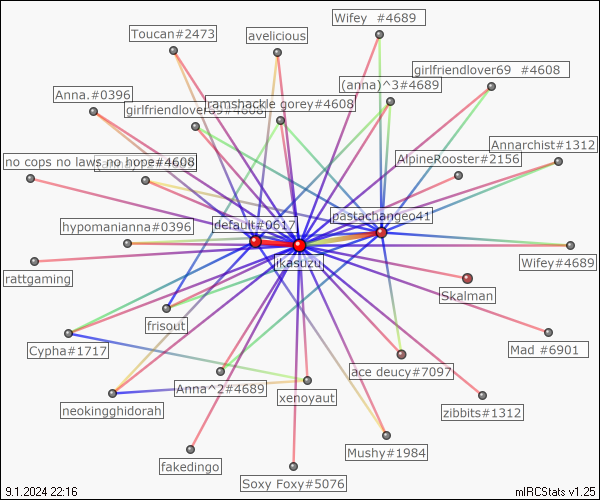 Wifey #4689
Toucan#2473
avelicious
girlfriendlover69 #4608
(anna)^3#4689
Anna.#0396
ramshackle gorey#4608
Annarchist#1312
AlpineRooster#2156
no cops no laws no hope#4608
pastachangeo41
default#0617
hypomanianna#0396
jkasuzu
Wifey#4689
rattgaming
Skalman
frisout
Cypha#1717
Mad #6901
ace deucy#7097
Anna^2#4689
xenoyaut
neokingghidorah
zibbits#1312
Mushy#1984
fakedingo
Soxy Foxy#5076
9.1.2024 22:16
mIRCStats v1.25